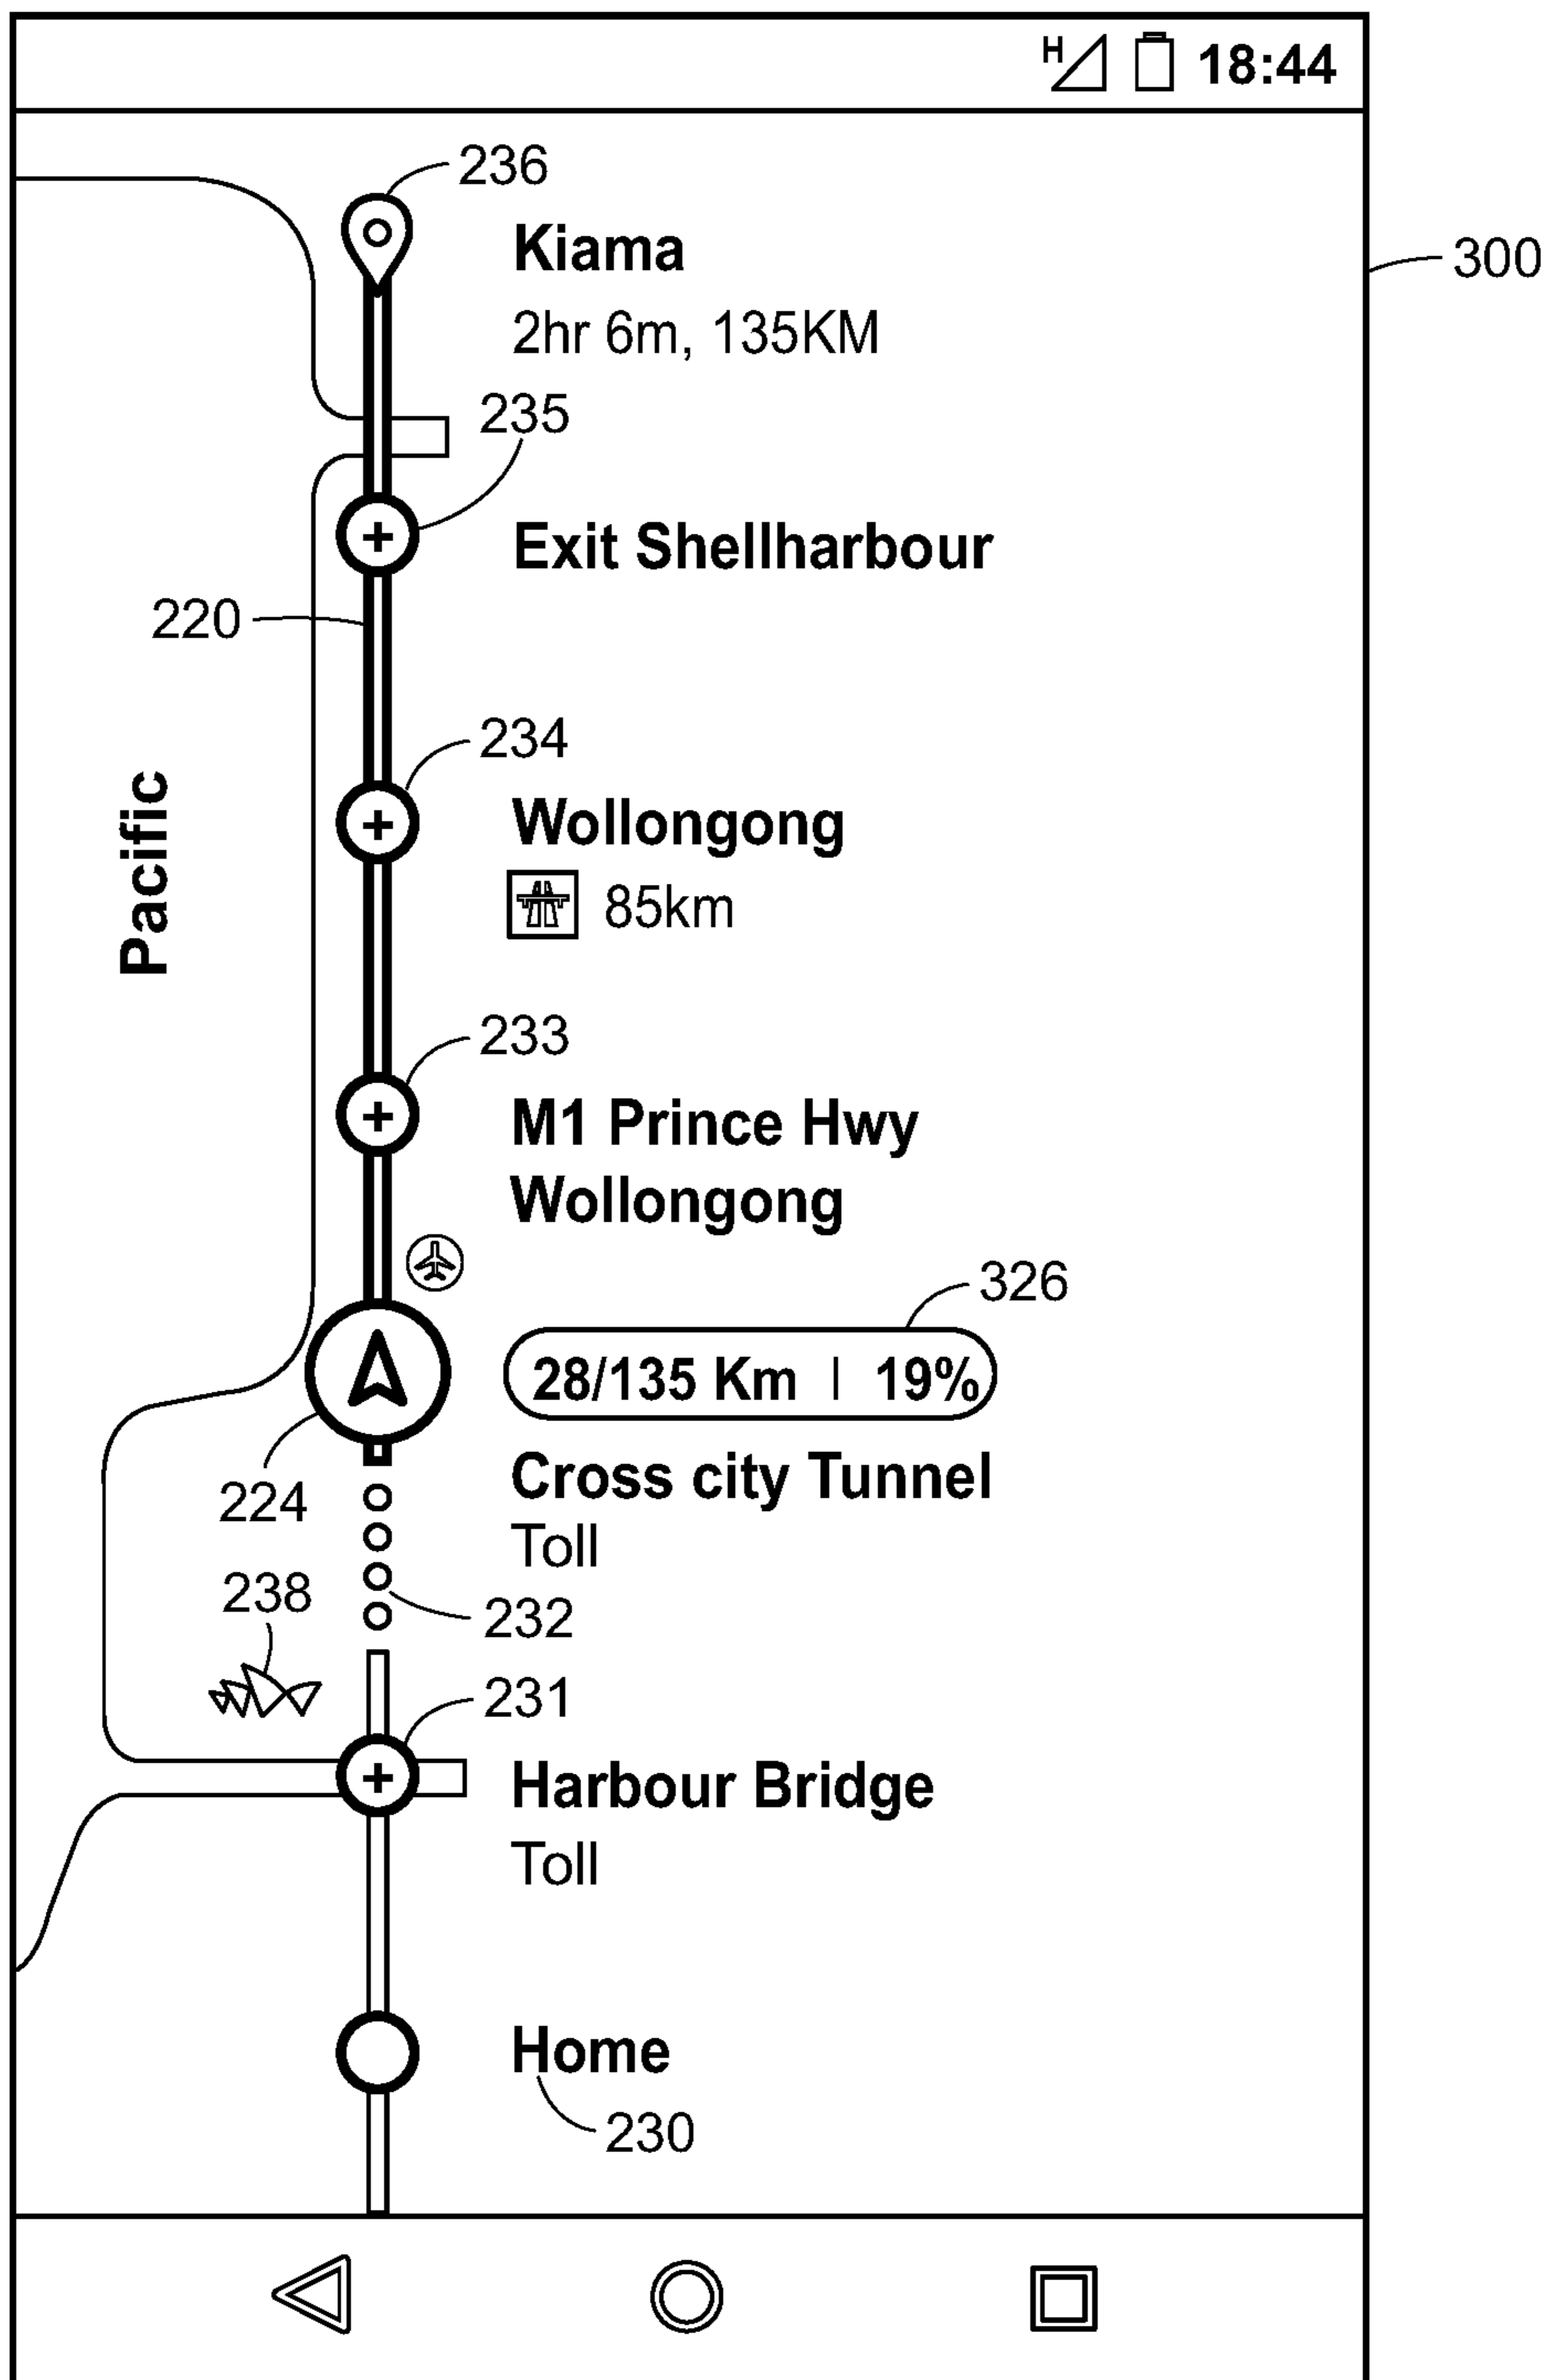 H 18:44
236
Kiama
300
2hr 6m, 135KM
235
Exit Shellharbour
220
234
Pacific
Wollongong
85km
233
M1 Prince Hwy
Wollongong
326
28/135 Km | 19%
Cross city Tunnel
224
Toll
238
232
231
Harbour Bridge
Toll
Home
230